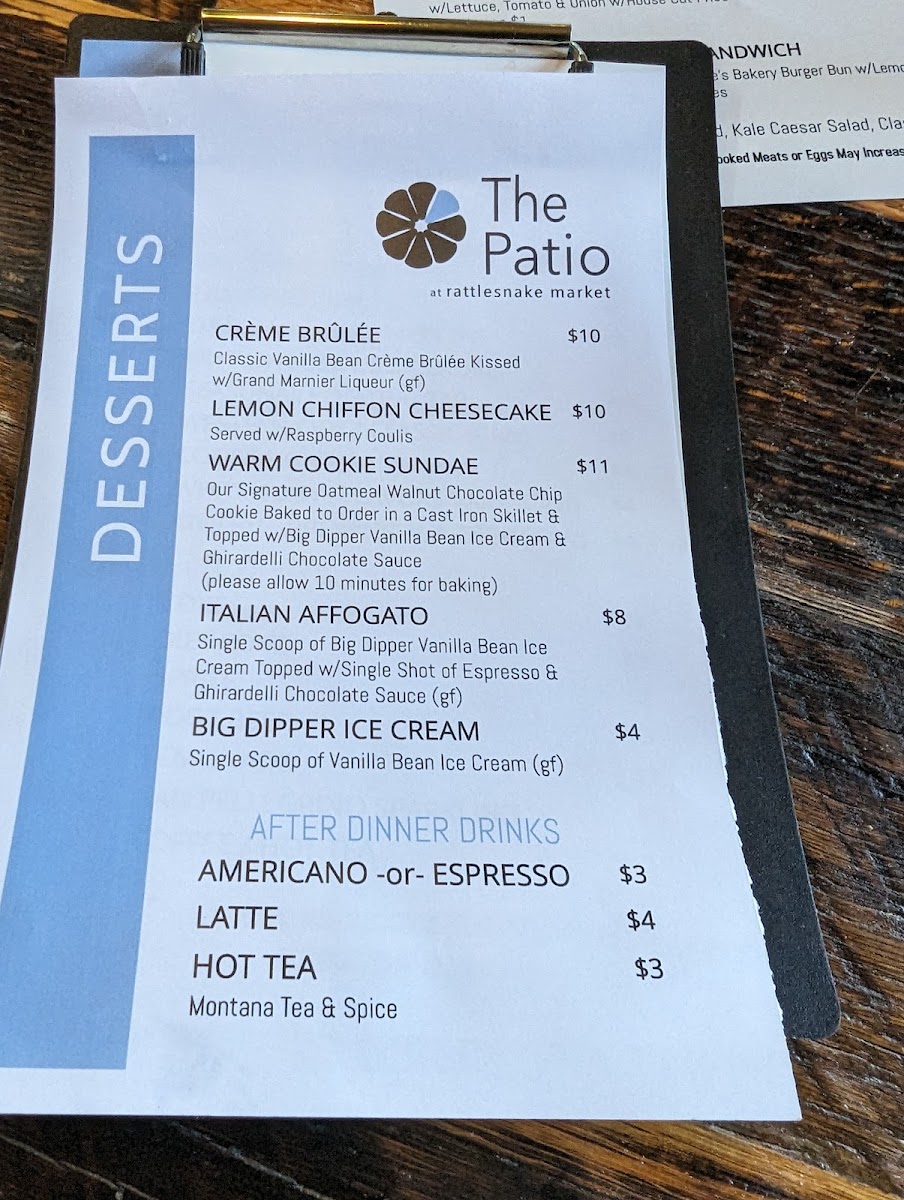 w/Lettuce, Tomato & Onion w/House Cut
$1
ANDWICH
Bakery Burger Bun
Kale Caesar Salad,
Meats or Eggs May
The
Patio
at rattlesnake market
DESSERTS
CRÈME BRÛLÉE $10
Classic Vanilla Bean Crème Brûlée Kissed
w/Grand Marnier Liqueur (gf)
LEMON CHIFFON CHEESECAKE $10
Served w/Raspberry Coulis
WARM COOKIE SUNDAE $11
Our Signature Oatmeal Walnut Chocolate Chip
Cookie Baked to Order in a Cast Iron Skillet &
Topped w/Big Dipper Vanilla Bean Ice Cream &
Ghirardelli Chocolate Sauce
(please allow 10 minutes for baking)
ITALIAN AFFOGATO $8
Single Scoop of Big Dipper Vanilla Bean Ice
Cream Topped w/Single Shot of Espresso &
Ghirardelli Chocolate Sauce (gf)
BIG DIPPER ICE CREAM $4
Single Scoop of Vanilla Bean Ice Cream (gf)
AFTER DINNER DRINKS
AMERICANO -or- ESPRESSO $3
LATTE $4
HOT TEA $3
Montana Tea & Spice